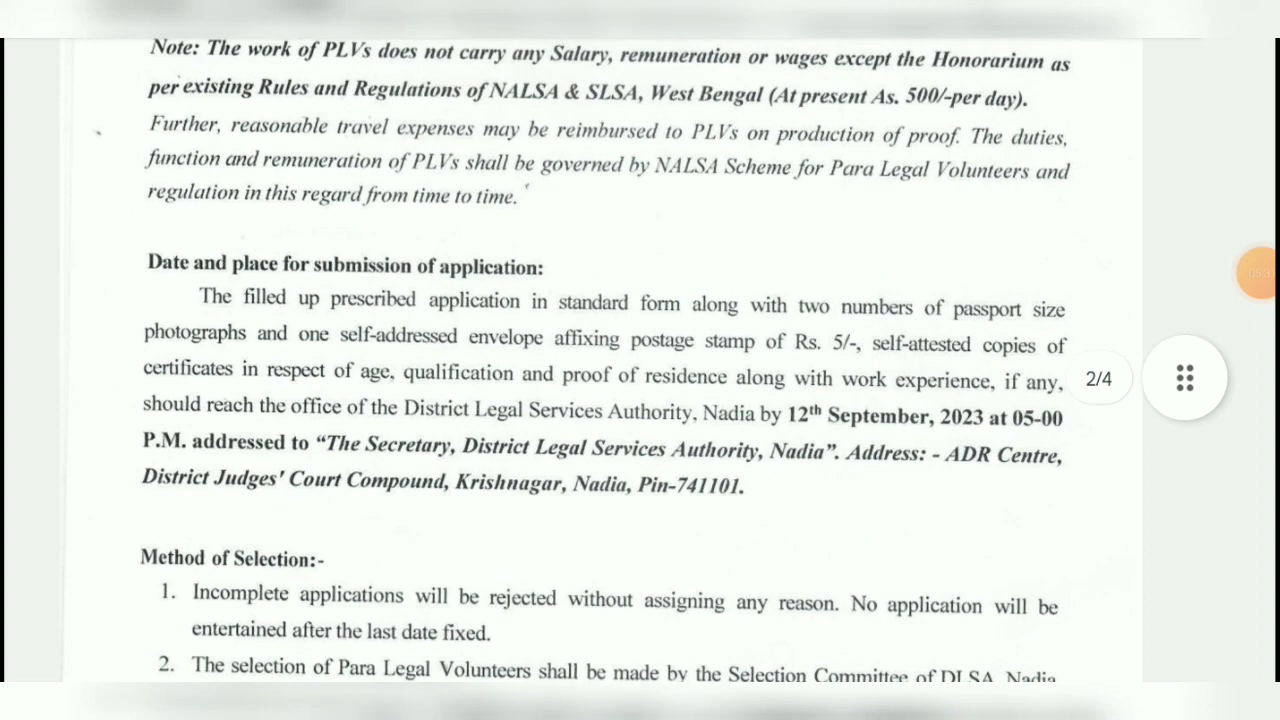 Note: The work of PLVs does not carry any Salary, remuneration or wages except the Honorarium as
per existing Rules and Regulations of NALSA & SLSA, West Bengal (At present As. 500/-per day).
Further, reasonable travel expenses may be reimbursed to PLVs on production of proof. The duties,
function and remuneration of PLVs shall be governed by NALSA Scheme for Para Legal Volunteers and
regulation in this regard from time to time.
Date and place for submission of application:
The filled up prescribed application in standard form along with two numbers of passport size
photographs and one self-addressed envelope affixing postage stamp of Rs. 5/-, self-attested copies of
certificates in respect of age, qualification and proof of residence along with work experience, if any,
should reach the office of the District Legal Services Authority, Nadia by 12th September, 2023 at 05-00
P.M. addressed to “The Secretary, District Legal Services Authority, Nadia”. Address: - ADR Centre,
District Judges' Court Compound, Krishnagar, Nadia, Pin-741101.
2/4
Method of Selection:-
1. Incomplete applications will be rejected without assigning any reason. No application will be
entertained after the last date fixed.
2. The selection of Para Legal Volunteers shall be made by the Selection Committee of DLSA, Nadia